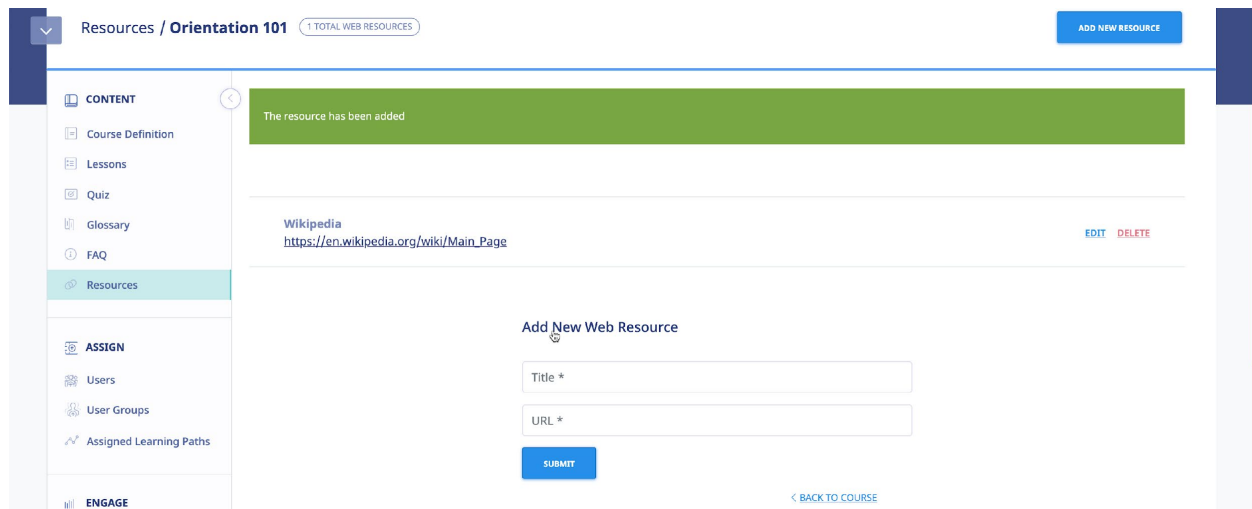 Resources / Orientation 101 1 TOTAL WEB RESOURCES
ADD NEW RESOURCE
CONTENT
Course Definition
Lessons
Quiz
Glossary
FAQ
Resources
ASSIGN
Users
User Groups
Assigned Learning Paths
ENGAGE
The resource has been added
Wikipedia
https://en.wikipedia.org/wiki/Main_Page
EDIT DELETE
Add New Web Resource
Title *
URL *
SUBMIT
< BACK TO COURSE